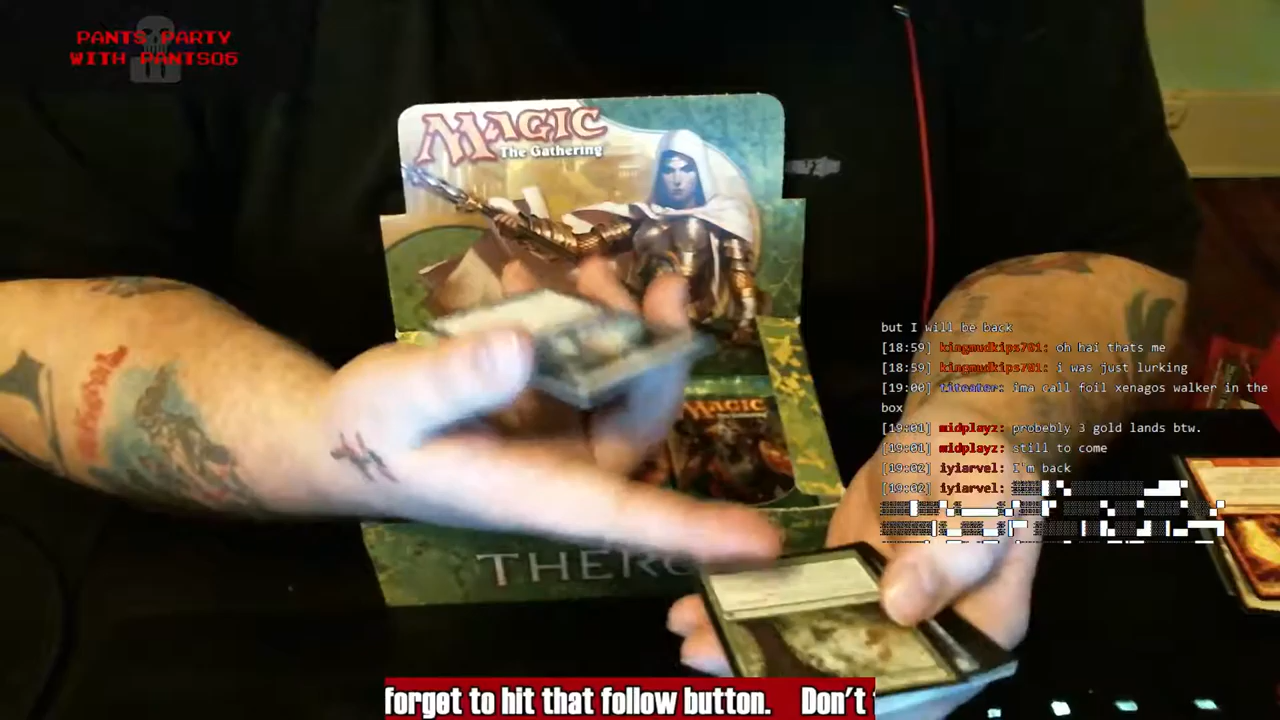 PANTS PARTY
WITH PANTS06
MAGIC
The Gathering
MAGIC
THERO
but I will be back
[18:59] kingmudkips781: oh hai thats me
[18:59] kingmudkips781: i was just lurking
[19:00] ima call foil xenagos walker in the
box
[19:01] midplayz: probebly 3 gold lands btw.
[19:01] midplayz: still to come
[19:02] iyiarvel: I'm back
[19:02] iyiarvel:
forget to hit that follow button. Don't